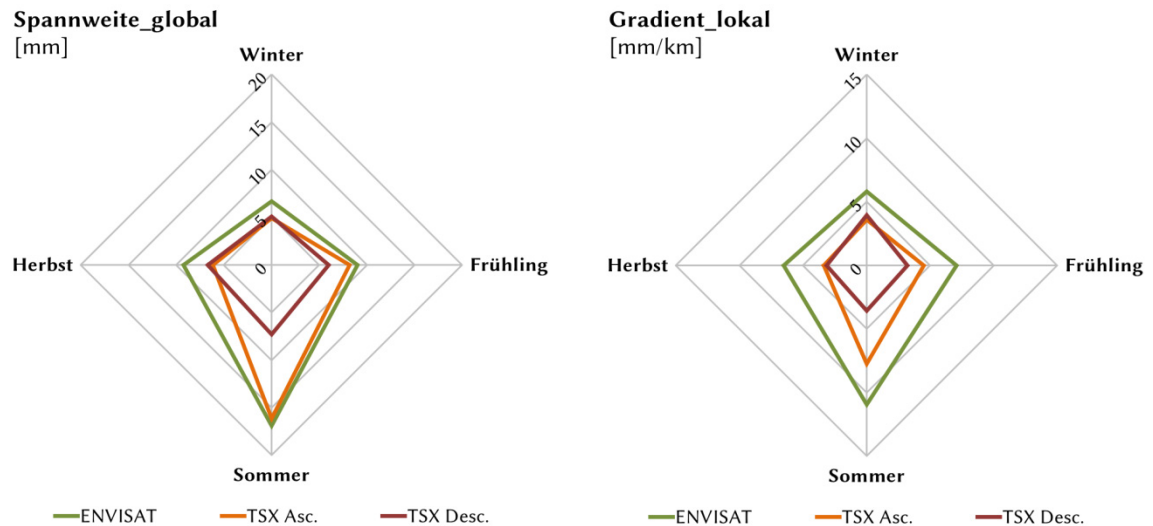 Spannweite_global
[mm]
Winter
20
15
10
5
0
Herbst
Frühling
Sommer
ENVISAT TSX Asc. TSX Desc.
Gradient_lokal
[mm/km]
Winter
15
10
5
0
Herbst
Frühling
Sommer
ENVISAT TSX Asc. TSX Desc.